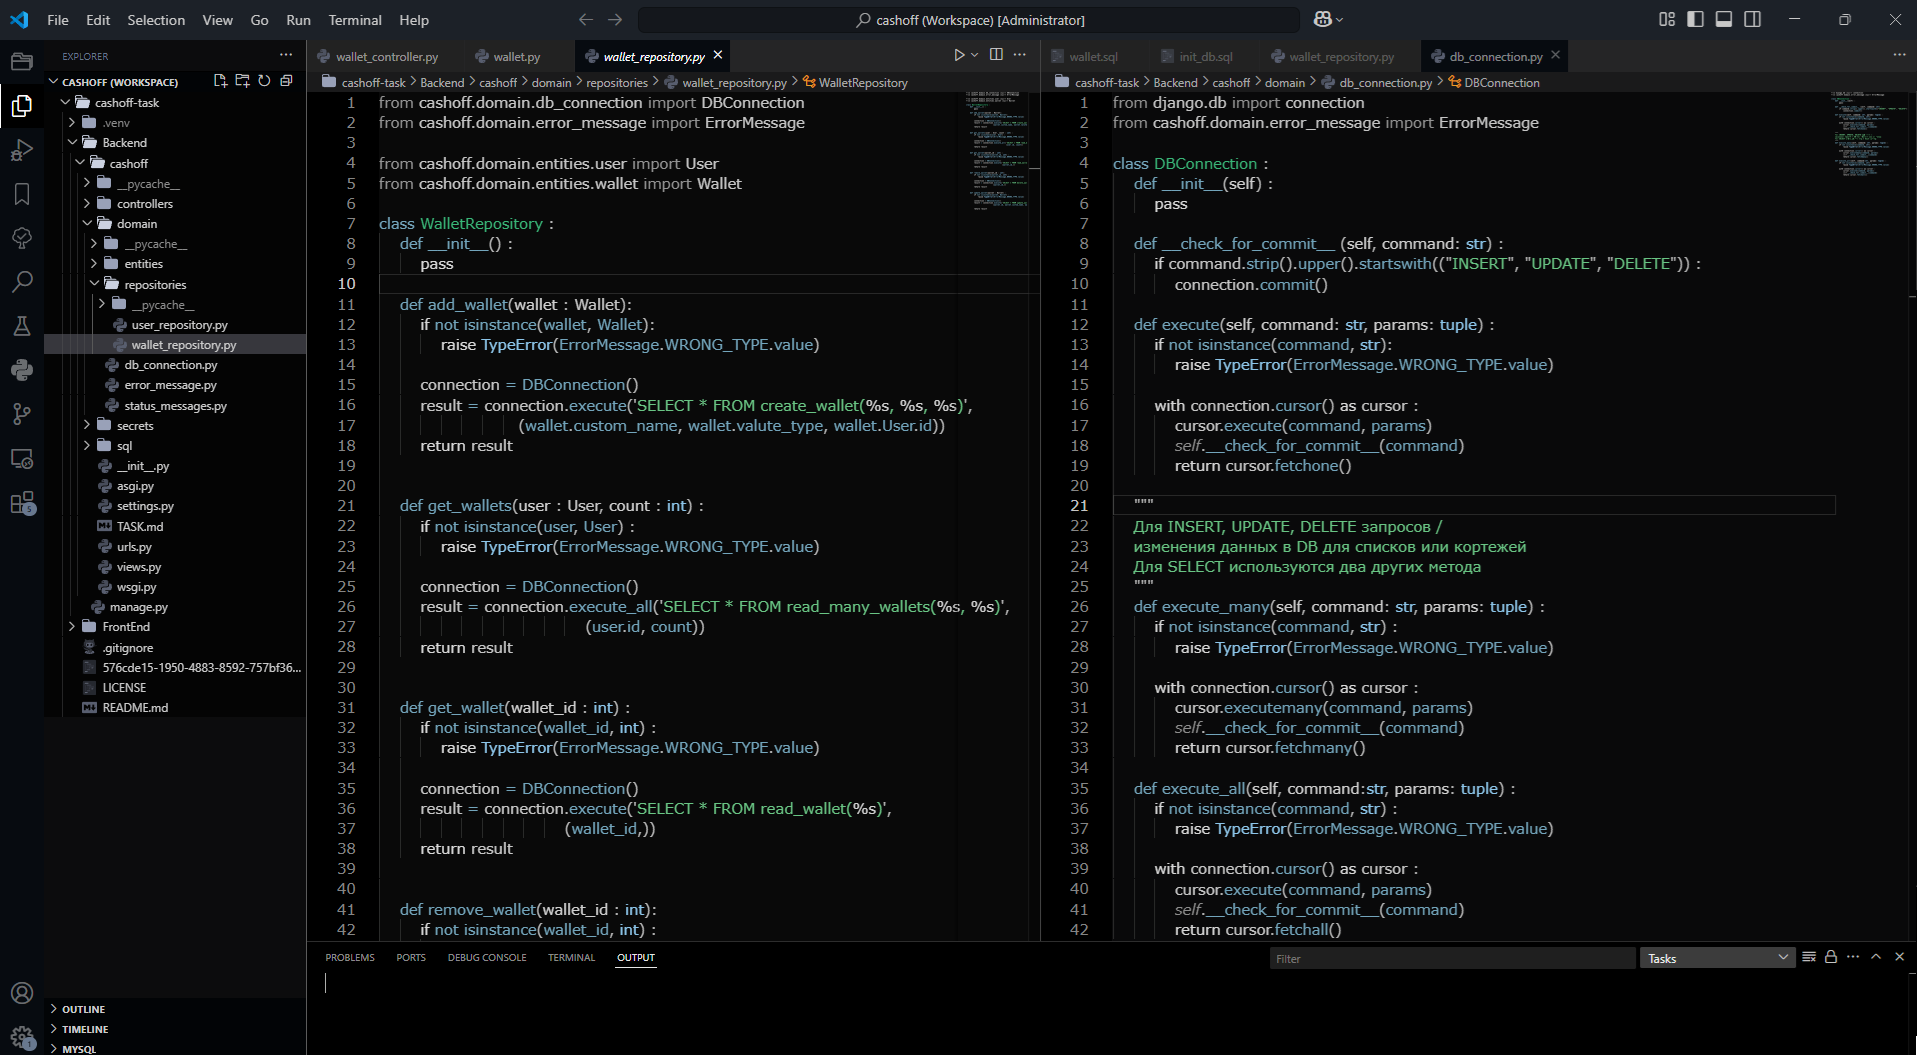 File Edit Selection View Go Run Terminal Help
cashoff (Workspace) [Administrator]
EXPLORER
CASHOFF (WORKSPACE)
cashoff-task
.venv
Backend
cashoff
__pycache__
controllers
domain
__pycache__
entities
repositories
__pycache__
user_repository.py
wallet_repository.py
db_connection.py
error_message.py
status_messages.py
secrets
sql
__init__.py
asgi.py
settings.py
TASK.md
urls.py
views.py
wsgi.py
manage.py
FrontEnd
.gitignore
576cde15-1950-4883-8592-757bf36...
LICENSE
README.md
OUTLINE
TIMELINE
MYSQL
5
1
wallet_controller.py wallet.py wallet_repository.py
cashoff-task > Backend > cashoff > domain > repositories > wallet_repository.py > WalletRepository
1 from cashoff.domain.db_connection import DBConnection
2 from cashoff.domain.error_message import ErrorMessage
3
4 from cashoff.domain.entities.user import User
5 from cashoff.domain.entities.wallet import Wallet
6
7 class WalletRepository :
8 def __init__() :
9 pass
10
11 def add_wallet(wallet : Wallet):
12 if not isinstance(wallet, Wallet):
13 raise TypeError(ErrorMessage.WRONG_TYPE.value)
14
15 connection = DBConnection()
16 result = connection.execute('SELECT * FROM create_wallet(%s, %s, %s)',
17 (wallet.custom_name, wallet.valute_type, wallet.User.id))
18 return result
19
20
21 def get_wallets(user : User, count : int) :
22 if not isinstance(user, User) :
23 raise TypeError(ErrorMessage.WRONG_TYPE.value)
24
25 connection = DBConnection()
26 result = connection.execute_all('SELECT * FROM read_many_wallets(%s, %s)',
27 (user.id, count))
28 return result
29
30
31 def get_wallet(wallet_id : int) :
32 if not isinstance(wallet_id, int) :
33 raise TypeError(ErrorMessage.WRONG_TYPE.value)
34
35 connection = DBConnection()
36 result = connection.execute('SELECT * FROM read_wallet(%s)',
37 (wallet_id,))
38 return result
39
40
41 def remove_wallet(wallet_id : int):
42 if not isinstance(wallet_id, int) :
wallet.sql init_db.sql wallet_repository.py db_connection.py
cashoff-task > Backend > cashoff > domain > db_connection.py > DBConnection
1 from django.db import connection
2 from cashoff.domain.error_message import ErrorMessage
3
4 class DBConnection :
5 def __init__(self) :
6 pass
7
8 def __check_for_commit__ (self, command: str) :
9 if command.strip().upper().startswith(("INSERT", "UPDATE", "DELETE")) :
10 connection.commit()
11
12 def execute(self, command: str, params: tuple) :
13 if not isinstance(command, str):
14 raise TypeError(ErrorMessage.WRONG_TYPE.value)
15
16 with connection.cursor() as cursor :
17 cursor.execute(command, params)
18 self.__check_for_commit__(command)
19 return cursor.fetchone()
20
21 """
22 Для INSERT, UPDATE, DELETE запросов /
23 изменения данных в DB для списков или кортежей
24 Для SELECT используются два других метода
25 """
26 def execute_many(self, command: str, params: tuple) :
27 if not isinstance(command, str) :
28 raise TypeError(ErrorMessage.WRONG_TYPE.value)
29
30 with connection.cursor() as cursor :
31 cursor.executemany(command, params)
32 self.__check_for_commit__(command)
33 return cursor.fetchmany()
34
35 def execute_all(self, command:str, params: tuple) :
36 if not isinstance(command, str) :
37 raise TypeError(ErrorMessage.WRONG_TYPE.value)
38
39 with connection.cursor() as cursor :
40 cursor.execute(command, params)
41 self.__check_for_commit__(command)
42 return cursor.fetchall()
PROBLEMS PORTS DEBUG CONSOLE TERMINAL OUTPUT
Filter
Tasks